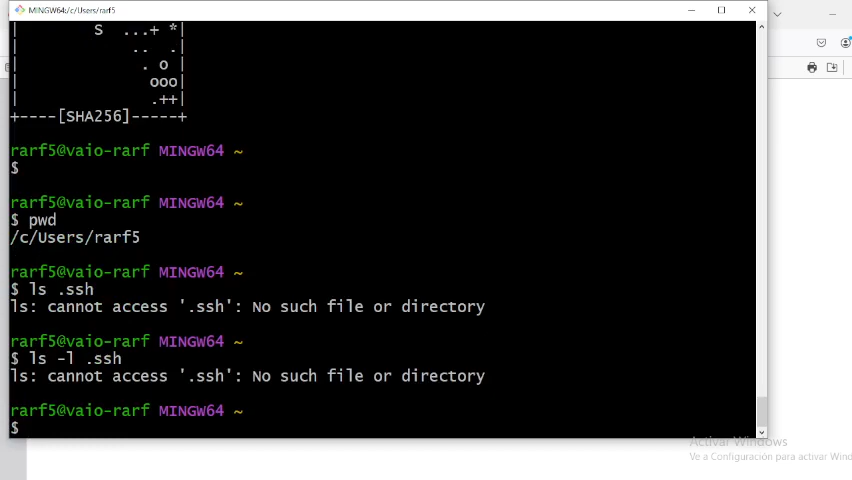 MINGW64:/c/Users/rarf5
|        S  ...+ *|
|            ..  .|
|             . o |
|              ooo|
|              .++|
+----[SHA256]-----+
rarf5@vaio-rarf MINGW64 ~
$
rarf5@vaio-rarf MINGW64 ~
$ pwd
/c/Users/rarf5
rarf5@vaio-rarf MINGW64 ~
$ ls .ssh
ls: cannot access '.ssh': No such file or directory
rarf5@vaio-rarf MINGW64 ~
$ ls -l .ssh
ls: cannot access '.ssh': No such file or directory
rarf5@vaio-rarf MINGW64 ~
$
Activar Windows
Ve a Configuración para activar Wind